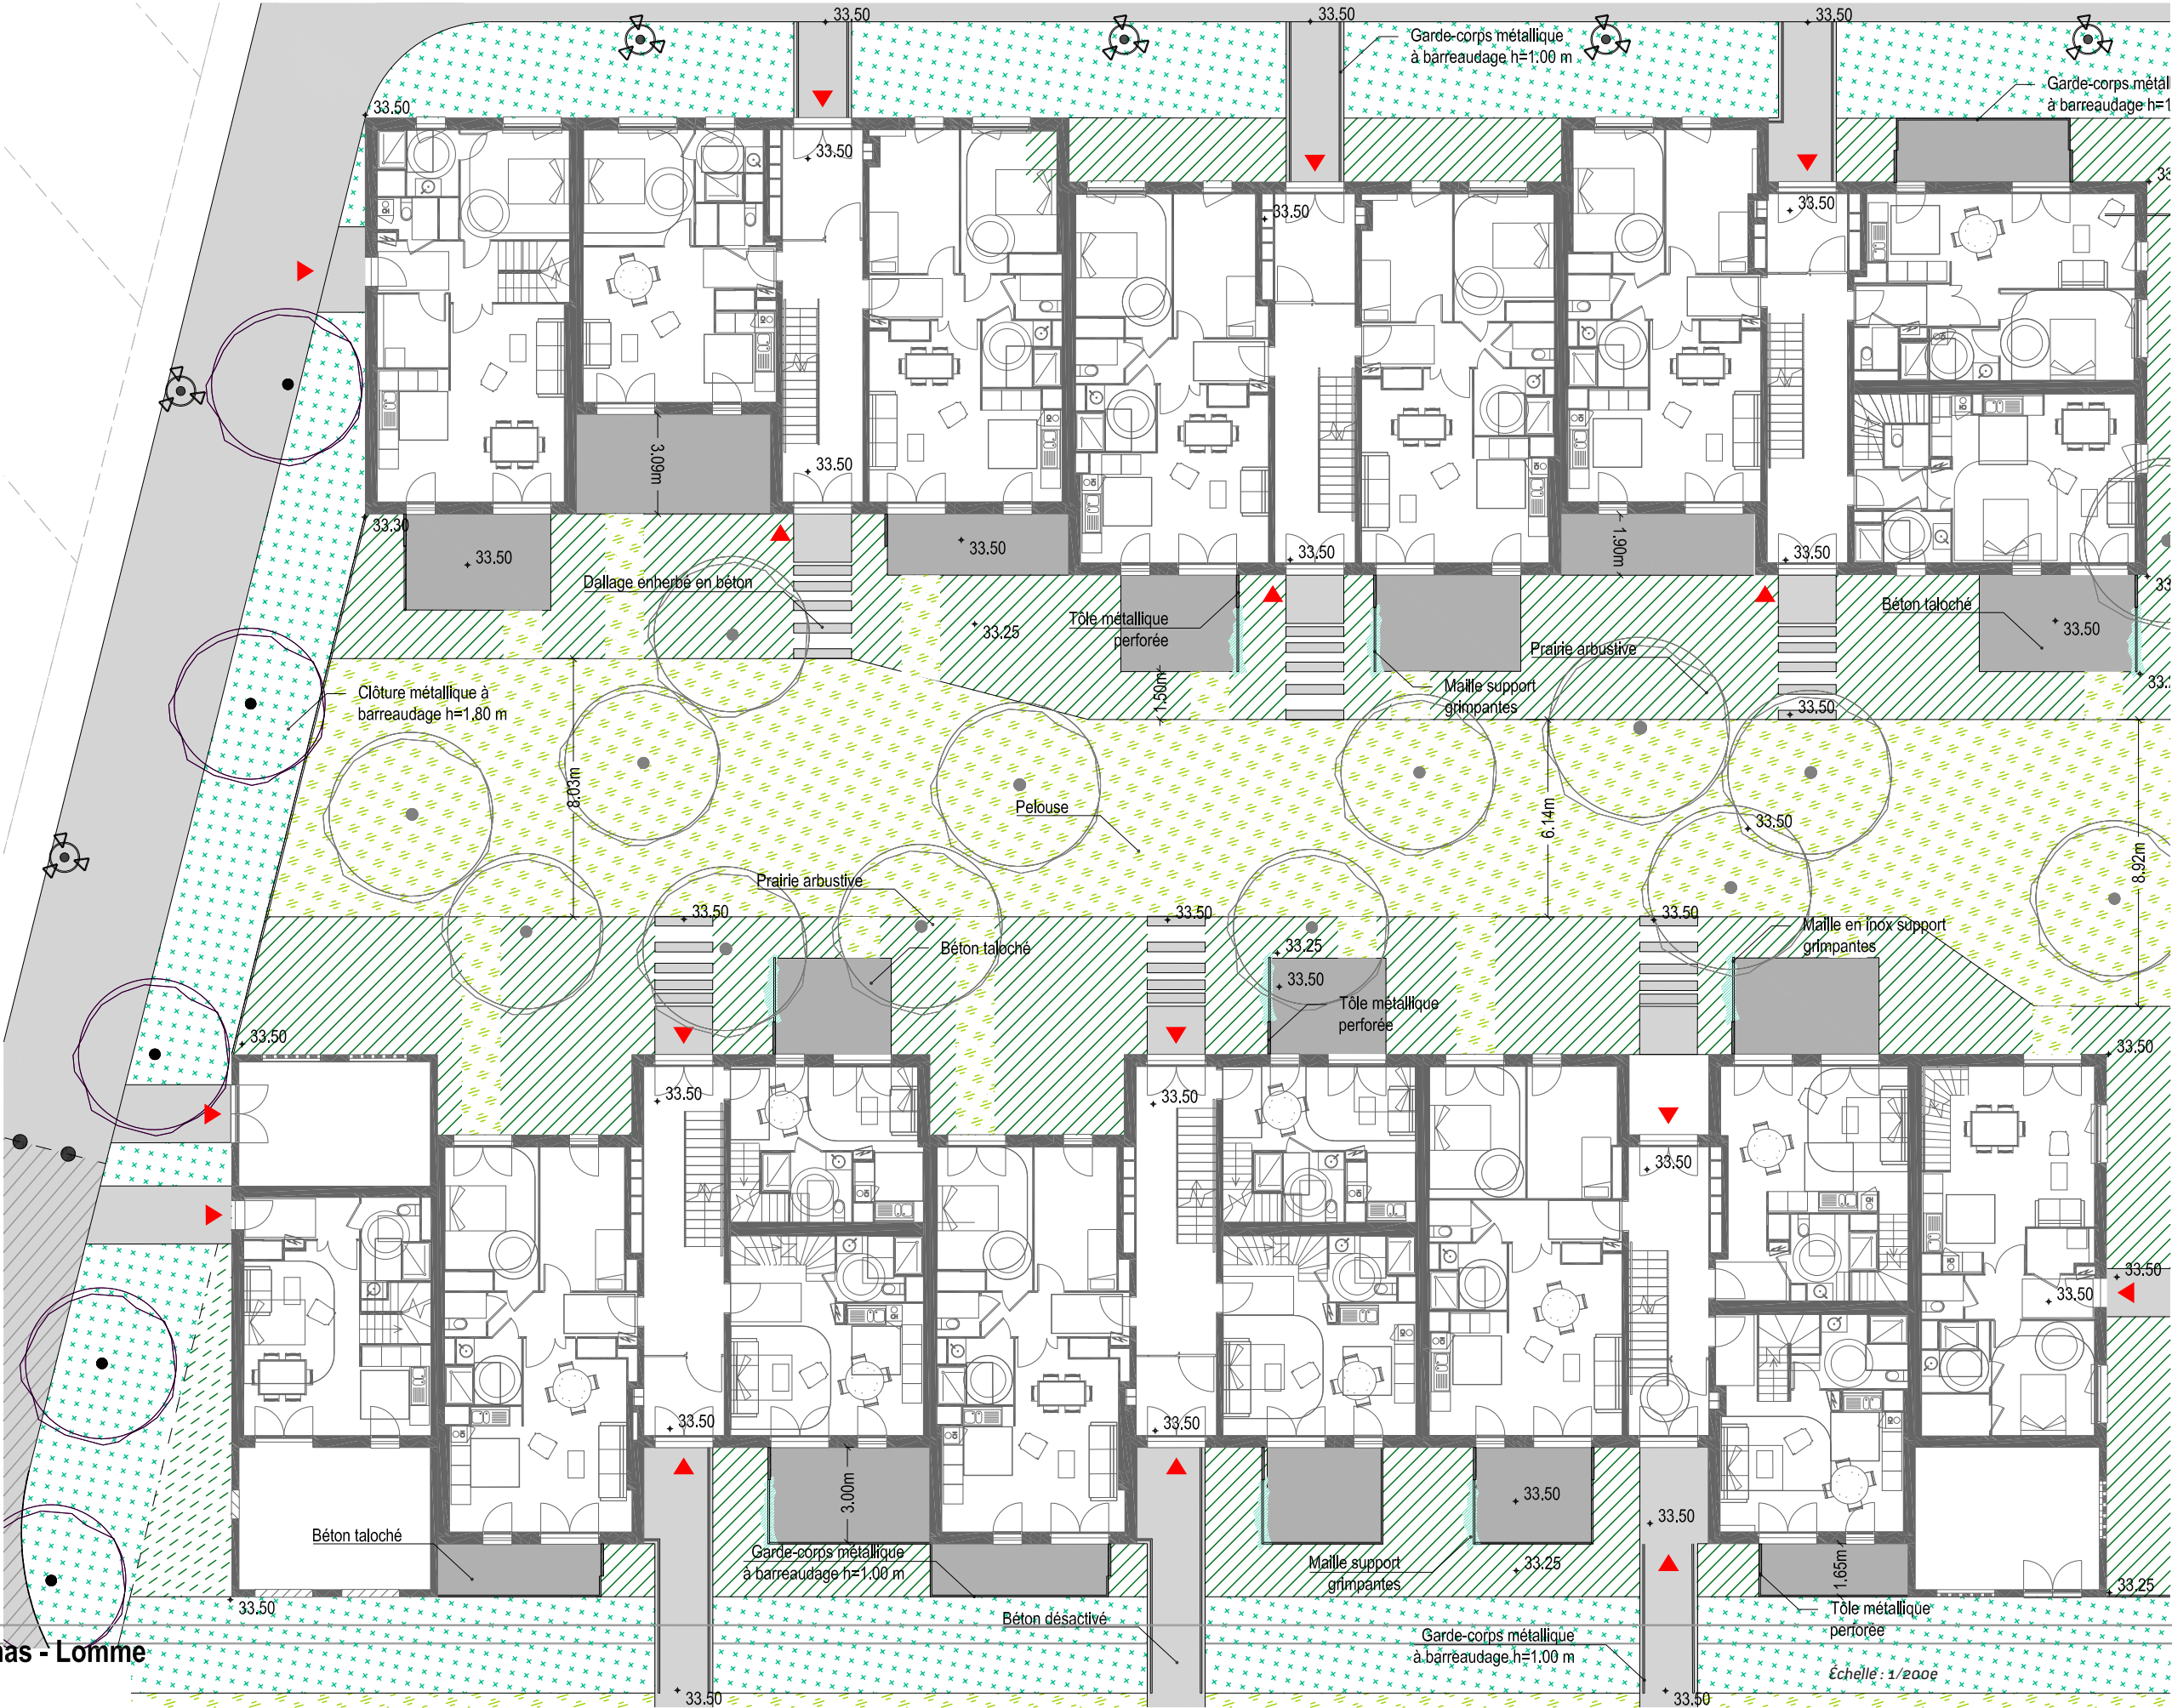 33.50
33.50
33.50
Garde-corps métallique
à barreaudage h=1.00 m
Garde-corps métal
à barreaudage h=1
33.50
33.50
33.50
33.50
33.50
3.09m
33.50
33.30
33.50
33.50
33.50
1.90m
33.50
Dallage enherbé en béton
33.25
Tôle métallique
perforée
Prairie arbustive
Béton taloché
33.50
Clôture métallique à
barreaudage h=1.80 m
1.50m
Maille support
grimpantes
33.50
8.03m
Pelouse
6.14m
33.50
8.92m
Prairie arbustive
33.50
33.50
33.50
Béton taloché
33.25
33.50
Maille en inox support
grimpantes
Tôle métallique
perforée
33.50
33.50
33.50
33.50
33.50
33.50
33.50
33.50
33.50
3.00m
33.50
33.50
Béton taloché
Garde-corps métallique
à barreaudage h=1.00 m
Maille support
grimpantes
33.25
1.65m
33.25
33.50
Béton désactivé
Tôle métallique
perforée
Garde-corps métallique
à barreaudage h=1.00 m
as - Lomme
Échelle : 1/200e
33.50
33.50